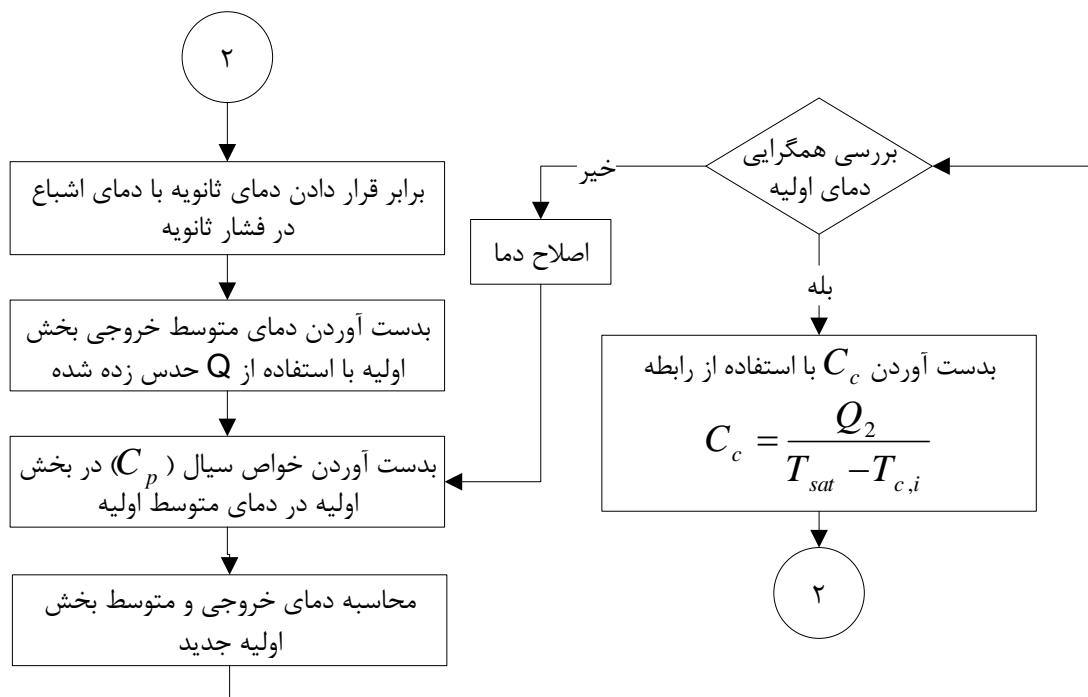 ۲
برابر قرار دادن دمای ثانویه با دمای اشباع
در فشار ثانویه
بدست آوردن دمای متوسط خروجی بخش
اولیه با استفاده از Q حدس زده شده
بدست آوردن خواص سیال (C_p) در بخش
اولیه در دمای متوسط اولیه
محاسبه دمای خروجی و متوسط بخش
اولیه جدید
بررسی همگرایی
دمای اولیه
خیر
اصلاح دما
بله
بدست آوردن C_c با استفاده از رابطه
C_c = Q_2 / (T_sat − T_c,i)
۲